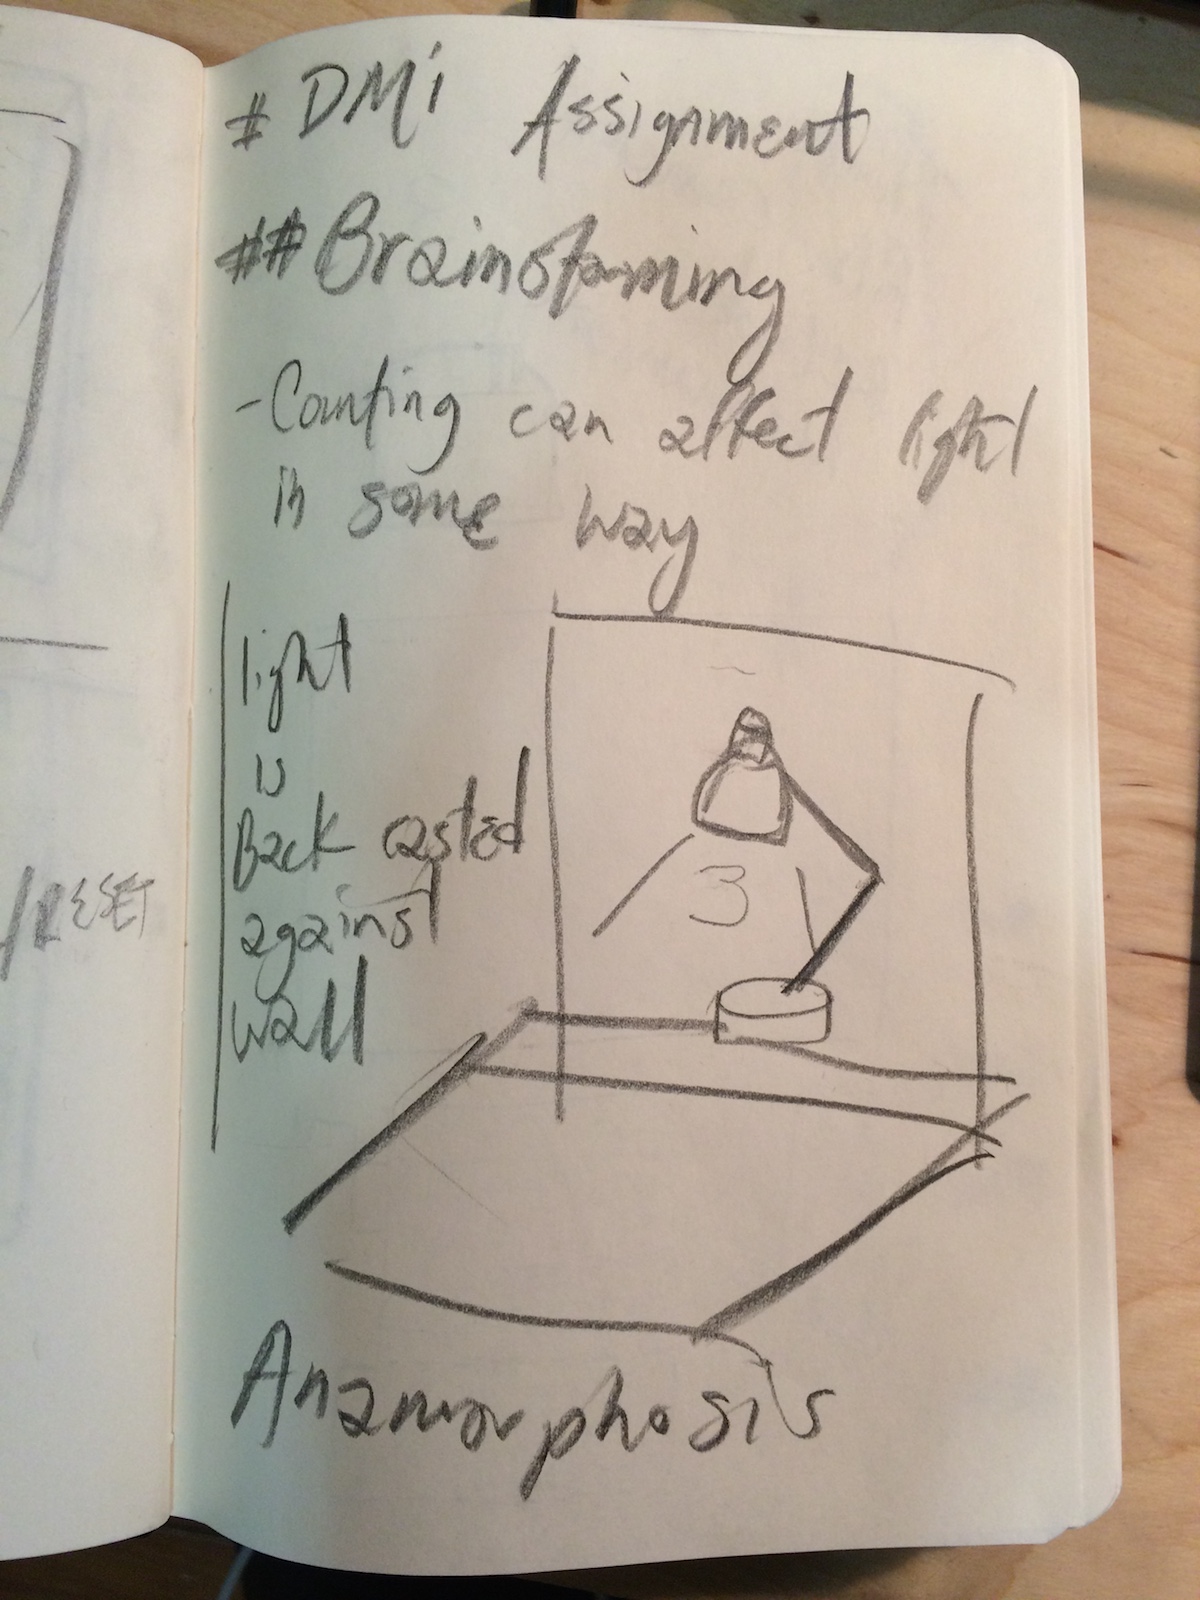 # DMi Assignment
## Brainstorming
- Counting can affect light
in some way
light
is
Back casted
against
wall
3
Anamorphosis
/RESET